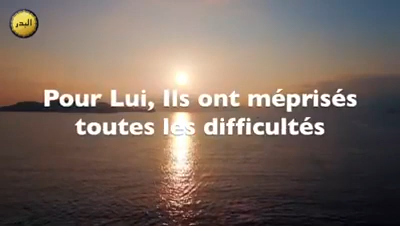 البدر
Pour Lui, Ils ont méprisés
toutes les difficultés